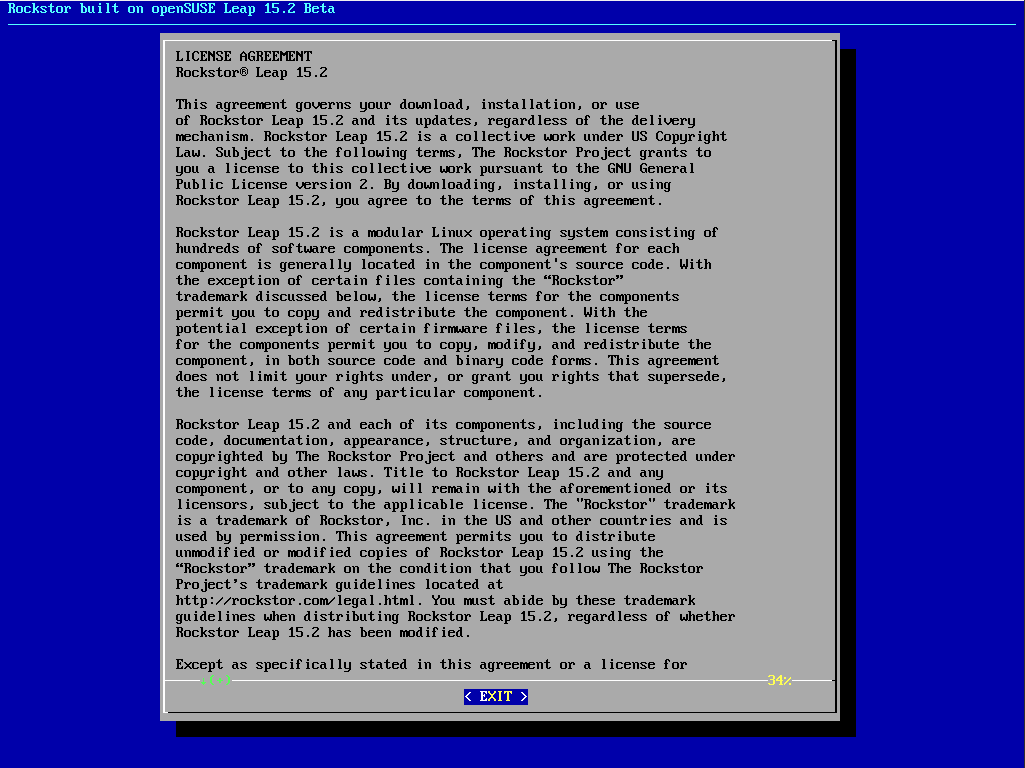 Rockstor built on openSUSE Leap 15.2 Beta
LICENSE AGREEMENT
Rockstor® Leap 15.2
This agreement governs your download, installation, or use
of Rockstor Leap 15.2 and its updates, regardless of the delivery
mechanism. Rockstor Leap 15.2 is a collective work under US Copyright
Law. Subject to the following terms, The Rockstor Project grants to
you a license to this collective work pursuant to the GNU General
Public License version 2. By downloading, installing, or using
Rockstor Leap 15.2, you agree to the terms of this agreement.
Rockstor Leap 15.2 is a modular Linux operating system consisting of
hundreds of software components. The license agreement for each
component is generally located in the component's source code. With
the exception of certain files containing the “Rockstor”
trademark discussed below, the license terms for the components
permit you to copy and redistribute the component. With the
potential exception of certain firmware files, the license terms
for the components permit you to copy, modify, and redistribute the
component, in both source code and binary code forms. This agreement
does not limit your rights under, or grant you rights that supersede,
the license terms of any particular component.
Rockstor Leap 15.2 and each of its components, including the source
code, documentation, appearance, structure, and organization, are
copyrighted by The Rockstor Project and others and are protected under
copyright and other laws. Title to Rockstor Leap 15.2 and any
component, or to any copy, will remain with the aforementioned or its
licensors, subject to the applicable license. The "Rockstor" trademark
is a trademark of Rockstor, Inc. in the US and other countries and is
used by permission. This agreement permits you to distribute
unmodified or modified copies of Rockstor Leap 15.2 using the
“Rockstor” trademark on the condition that you follow The Rockstor
Project’s trademark guidelines located at
http://rockstor.com/legal.html. You must abide by these trademark
guidelines when distributing Rockstor Leap 15.2, regardless of whether
Rockstor Leap 15.2 has been modified.
Except as specifically stated in this agreement or a license for
↓(+)
34%
< EXIT >